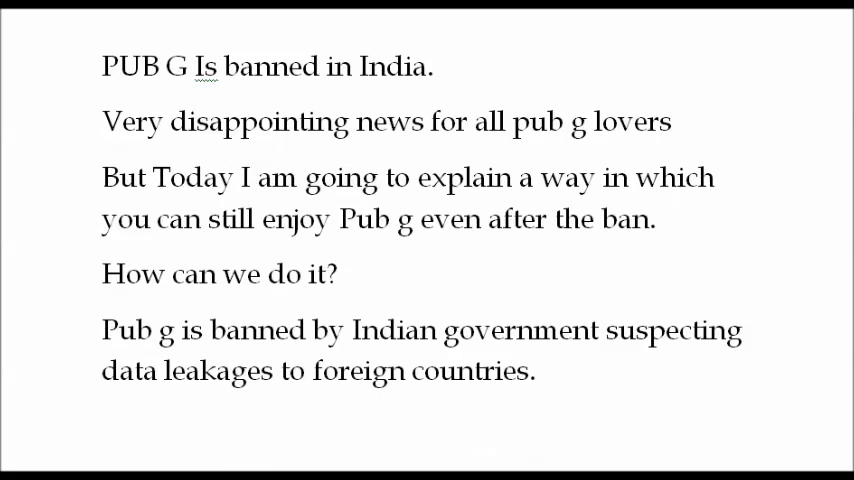 PUB G Is banned in India.
Very disappointing news for all pub g lovers
But Today I am going to explain a way in which
you can still enjoy Pub g even after the ban.
How can we do it?
Pub g is banned by Indian government suspecting
data leakages to foreign countries.